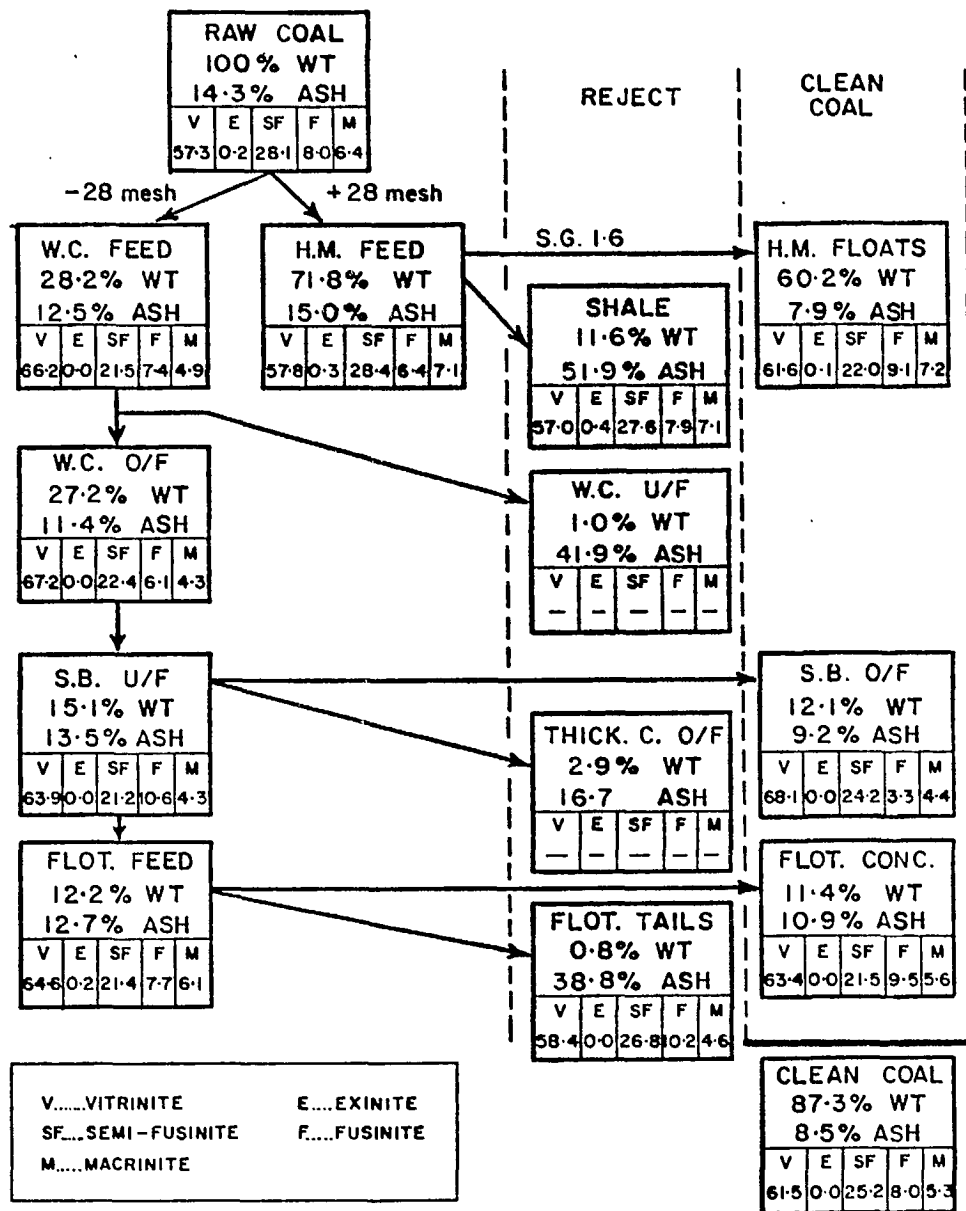 RAW COAL
100% WT
14·3% ASH
V E SF F M
57·3 0·2 28·1 8·0 6·4
-28 mesh
+28 mesh
REJECT
CLEAN
COAL
W.C. FEED
28·2% WT
12·5% ASH
V E SF F M
66·2 0·0 21·5 7·4 4·9
H.M. FEED
71·8% WT
15·0% ASH
V E SF F M
57·8 0·3 28·4 6·4 7·1
S.G. 1·6
H.M. FLOATS
60·2% WT
7·9% ASH
V E SF F M
61·6 0·1 22·0 9·1 7·2
SHALE
11·6% WT
51·9% ASH
V E SF F M
57·0 0·4 27·6 7·9 7·1
W.C. O/F
27·2% WT
11·4% ASH
V E SF F M
67·2 0·0 22·4 6·1 4·3
W.C. U/F
1·0% WT
41·9% ASH
V E SF F M
— — — — —
S.B. U/F
15·1% WT
13·5% ASH
V E SF F M
63·9 0·0 21·2 10·6 4·3
S.B. O/F
12·1% WT
9·2% ASH
V E SF F M
68·1 0·0 24·2 3·3 4·4
THICK. C. O/F
2·9% WT
16·7 ASH
V E SF F M
— — — — —
FLOT. FEED
12·2% WT
12·7% ASH
V E SF F M
64·6 0·2 21·4 7·7 6·1
FLOT. CONC.
11·4% WT
10·9% ASH
V E SF F M
63·4 0·0 21·5 9·5 5·6
FLOT. TAILS
0·8% WT
38·8% ASH
V E SF F M
58·4 0·0 26·8 10·2 4·6
CLEAN COAL
87·3% WT
8·5% ASH
V E SF F M
61·5 0·0 25·2 8·0 5·3
V......VITRINITE E....EXINITE
SF....SEMI-FUSINITE F.....FUSINITE
M.....MACRINITE